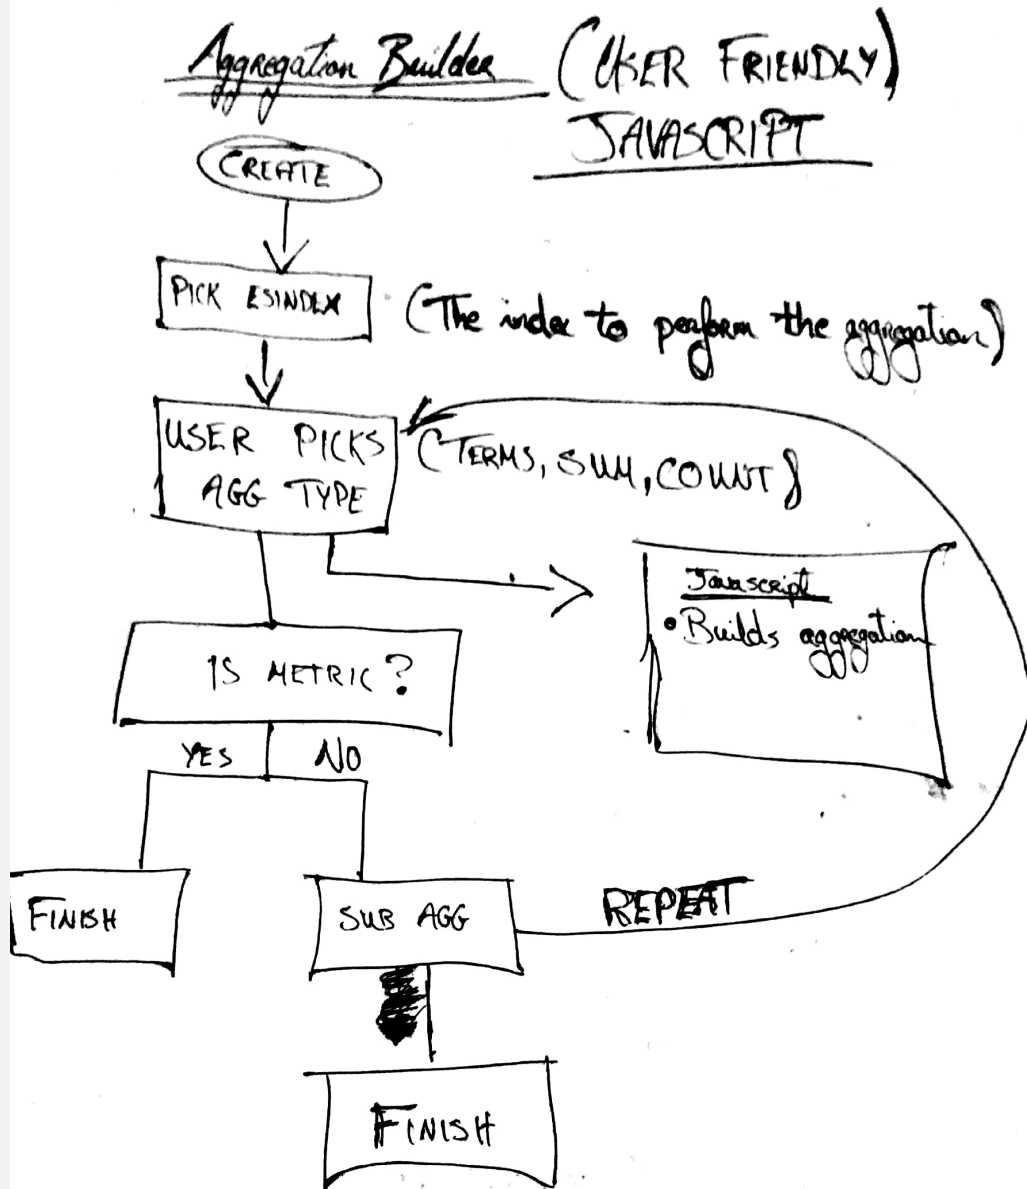 Aggregation Builder (USER FRIENDLY)
JAVASCRIPT
CREATE
PICK ESINDEX
(The index to perform the aggregation)
USER PICKS
AGG TYPE
(TERMS, SUM, COUNT)
Javascript
• Builds aggregation
IS METRIC?
YES NO
FINISH
SUB AGG
REPEAT
FINISH